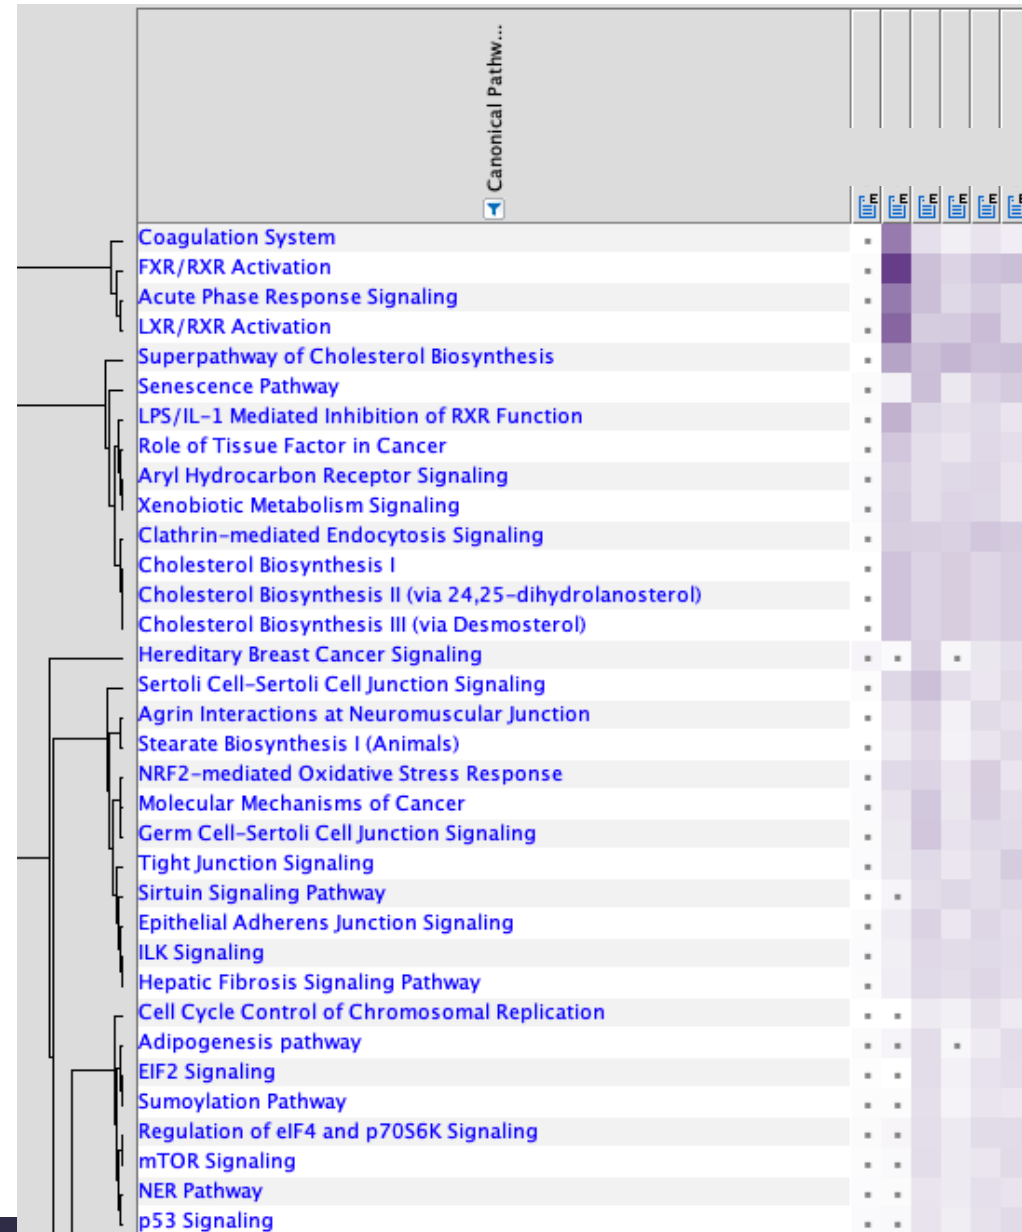 Canonical Pathw...
E E E E E E
Coagulation System
FXR/RXR Activation
Acute Phase Response Signaling
LXR/RXR Activation
Superpathway of Cholesterol Biosynthesis
Senescence Pathway
LPS/IL-1 Mediated Inhibition of RXR Function
Role of Tissue Factor in Cancer
Aryl Hydrocarbon Receptor Signaling
Xenobiotic Metabolism Signaling
Clathrin-mediated Endocytosis Signaling
Cholesterol Biosynthesis I
Cholesterol Biosynthesis II (via 24,25-dihydrolanosterol)
Cholesterol Biosynthesis III (via Desmosterol)
Hereditary Breast Cancer Signaling
Sertoli Cell-Sertoli Cell Junction Signaling
Agrin Interactions at Neuromuscular Junction
Stearate Biosynthesis I (Animals)
NRF2-mediated Oxidative Stress Response
Molecular Mechanisms of Cancer
Germ Cell-Sertoli Cell Junction Signaling
Tight Junction Signaling
Sirtuin Signaling Pathway
Epithelial Adherens Junction Signaling
ILK Signaling
Hepatic Fibrosis Signaling Pathway
Cell Cycle Control of Chromosomal Replication
Adipogenesis pathway
EIF2 Signaling
Sumoylation Pathway
Regulation of eIF4 and p70S6K Signaling
mTOR Signaling
NER Pathway
p53 Signaling